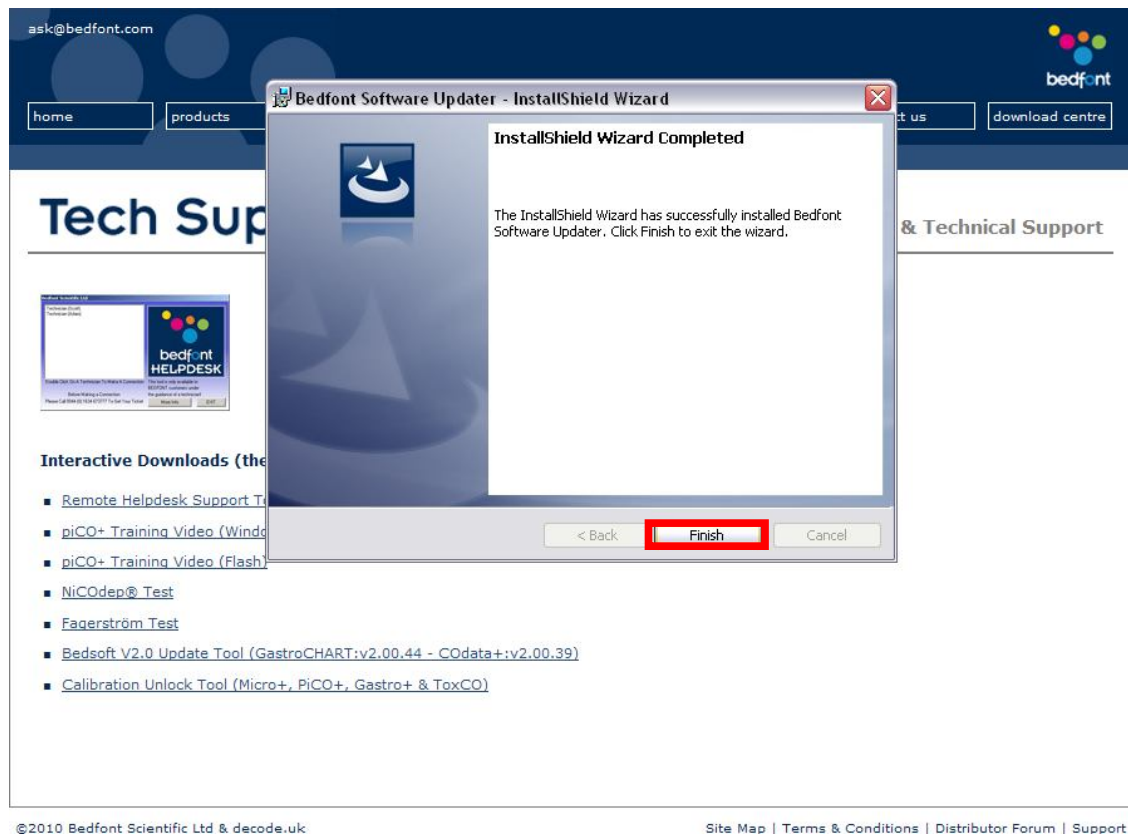 ask@bedfont.com
bedfont
home
products
t us
download centre
Bedfont Software Updater - InstallShield Wizard
InstallShield Wizard Completed
The InstallShield Wizard has successfully installed Bedfont
Software Updater. Click Finish to exit the wizard.
< Back
Finish
Cancel
Tech Sup
& Technical Support
bedfont
HELPDESK
Interactive Downloads (the
Remote Helpdesk Support To
piCO+ Training Video (Windo
piCO+ Training Video (Flash)
NiCOdep® Test
Fagerström Test
Bedsoft V2.0 Update Tool (GastroCHART:v2.00.44 - COdata+:v2.00.39)
Calibration Unlock Tool (Micro+, PiCO+, Gastro+ & ToxCO)
©2010 Bedfont Scientific Ltd & decode.uk
Site Map | Terms & Conditions | Distributor Forum | Support